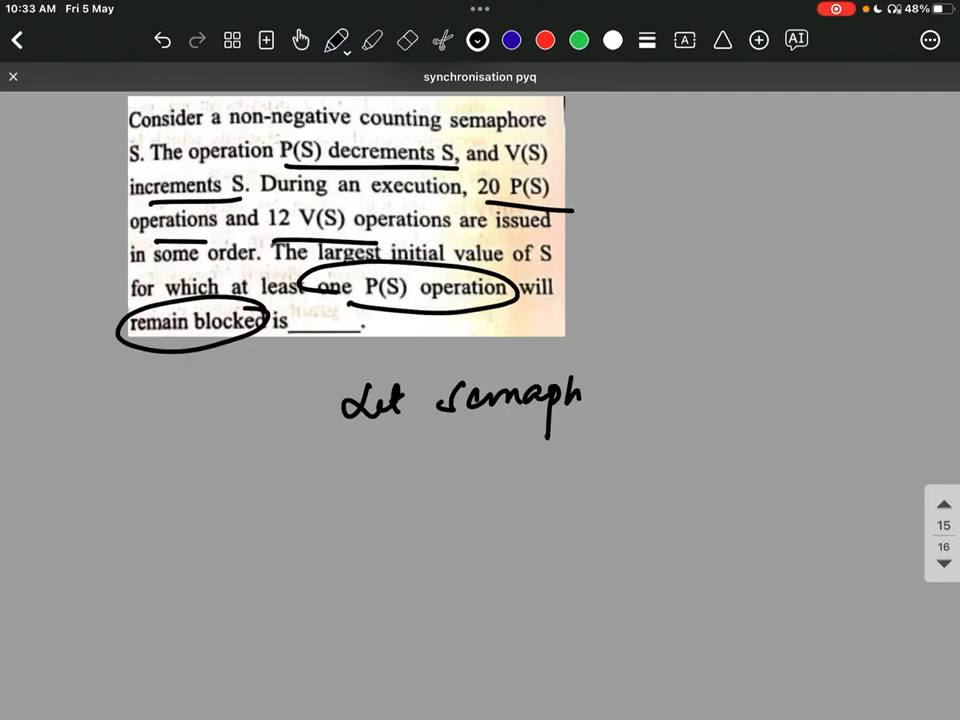 10:33 AM Fri 5 May
48%
A
AI
synchronisation pyq
Consider a non-negative counting semaphore
S. The operation P(S) decrements S, and V(S)
increments S. During an execution, 20 P(S)
operations and 12 V(S) operations are issued
in some order. The largest initial value of S
for which at least one P(S) operation will
remain blocked is______.
Let Semaph
15
16